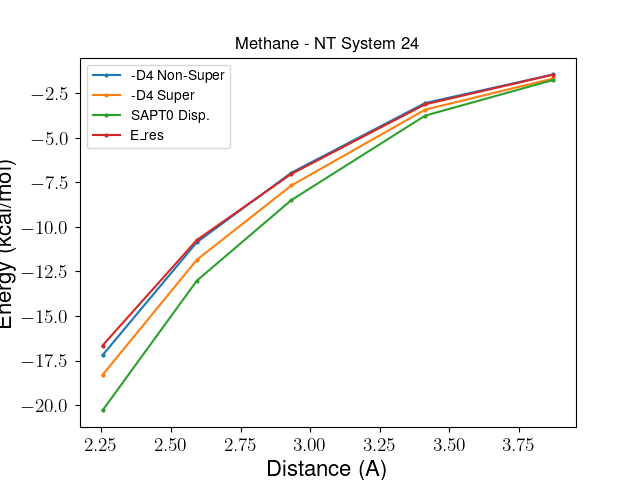 Methane - NT System 24
-D4 Non-Super
-D4 Super
SAPT0 Disp.
E_res
Energy (kcal/mol)
−2.5
−5.0
−7.5
−10.0
−12.5
−15.0
−17.5
−20.0
2.25 2.50 2.75 3.00 3.25 3.50 3.75
Distance (A)